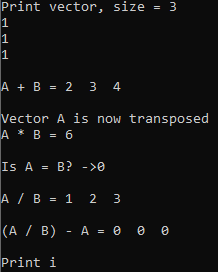 Print vector, size = 3
1
1
1
A + B = 2  3  4
Vector A is now transposed
A * B = 6
Is A = B? ->0
A / B = 1  2  3
(A / B) - A = 0  0  0
Print i